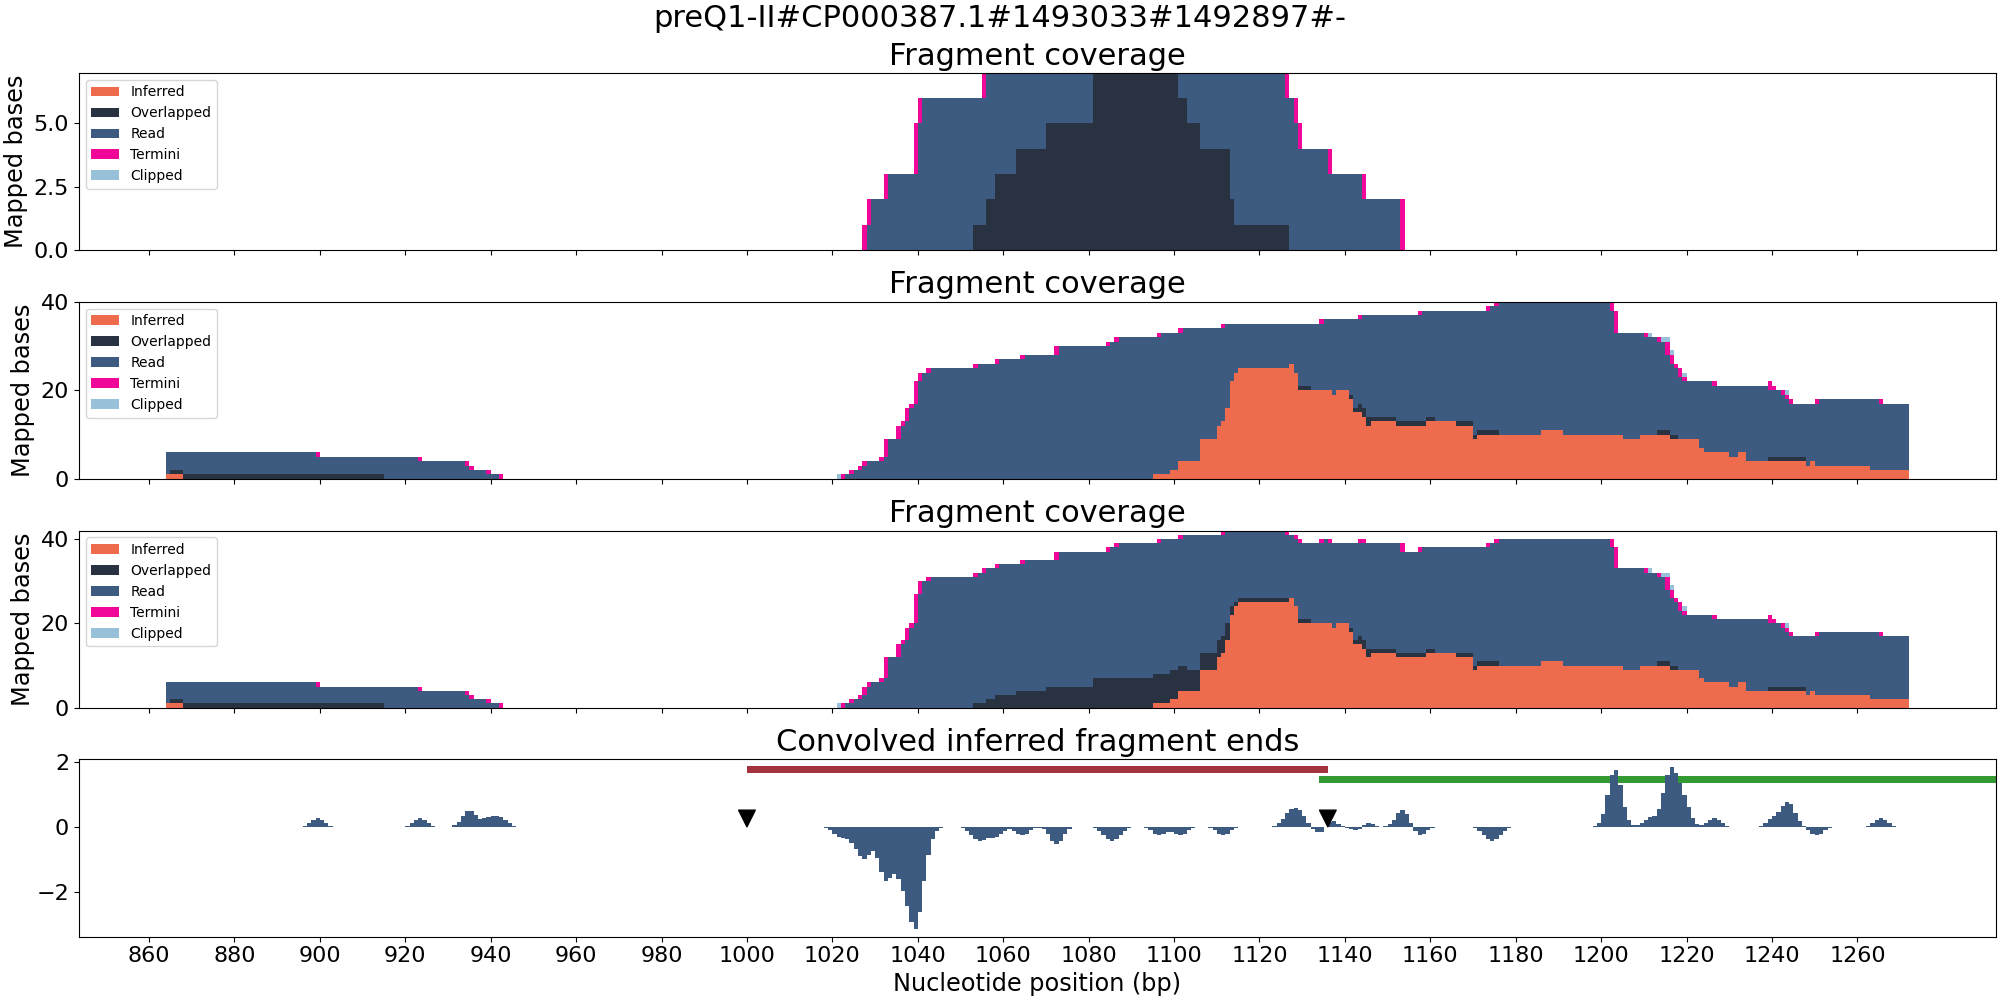 preQ1-II#CP000387.1#1493033#1492897#-
Fragment coverage
Mapped bases
5.0
2.5
0.0
Inferred
Overlapped
Read
Termini
Clipped
Fragment coverage
Mapped bases
40
20
0
Inferred
Overlapped
Read
Termini
Clipped
Fragment coverage
Mapped bases
40
20
0
Inferred
Overlapped
Read
Termini
Clipped
Convolved inferred fragment ends
2
0
−2
860 880 900 920 940 960 980 1000 1020 1040 1060 1080 1100 1120 1140 1160 1180 1200 1220 1240 1260
Nucleotide position (bp)